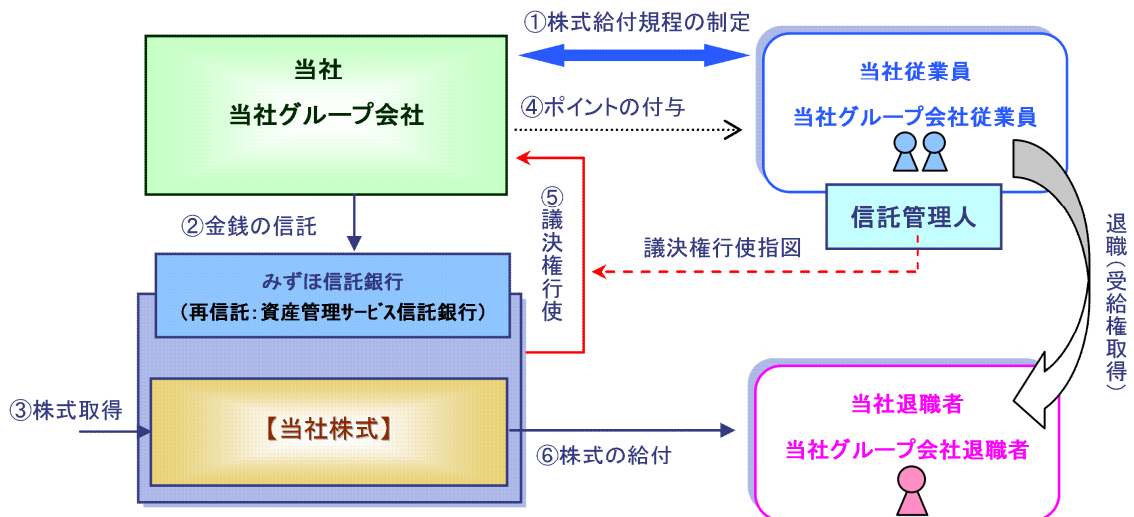 ①株式給付規程の制定
当社
当社グループ会社
当社従業員
当社グループ会社従業員
④ポイントの付与
信託管理人
②金銭の信託
⑤議決権行使
議決権行使指図
退職(受給権取得)
みずほ信託銀行
(再信託:資産管理サービス信託銀行)
③株式取得
【当社株式】
⑥株式の給付
当社退職者
当社グループ会社退職者